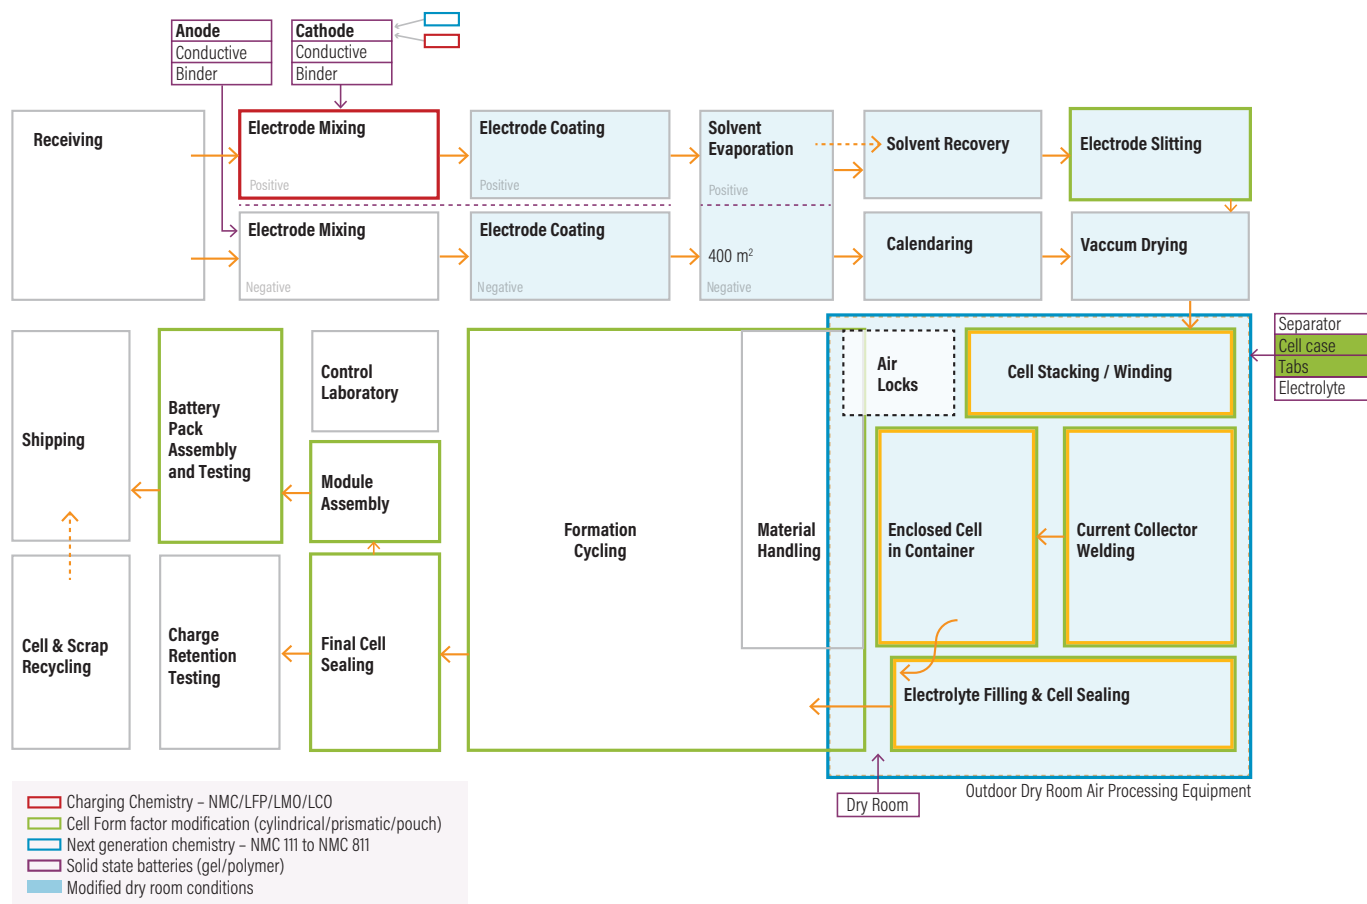 Anode
Conductive
Binder
Cathode
Conductive
Binder
Receiving
Electrode Mixing
Positive
Electrode Coating
Positive
Solvent
Evaporation
Positive
Solvent Recovery
Electrode Slitting
Electrode Mixing
Negative
Electrode Coating
Negative
400 m²
Negative
Calendaring
Vaccum Drying
Separator
Cell case
Tabs
Electrolyte
Shipping
Battery
Pack
Assembly
and Testing
Control
Laboratory
Module
Assembly
Formation
Cycling
Material
Handling
Air
Locks
Cell Stacking / Winding
Enclosed Cell
in Container
Current Collector
Welding
Cell & Scrap
Recycling
Charge
Retention
Testing
Final Cell
Sealing
Electrolyte Filling & Cell Sealing
Dry Room
Outdoor Dry Room Air Processing Equipment
Charging Chemistry – NMC/LFP/LMO/LCO
Cell Form factor modification (cylindrical/prismatic/pouch)
Next generation chemistry – NMC 111 to NMC 811
Solid state batteries (gel/polymer)
Modified dry room conditions